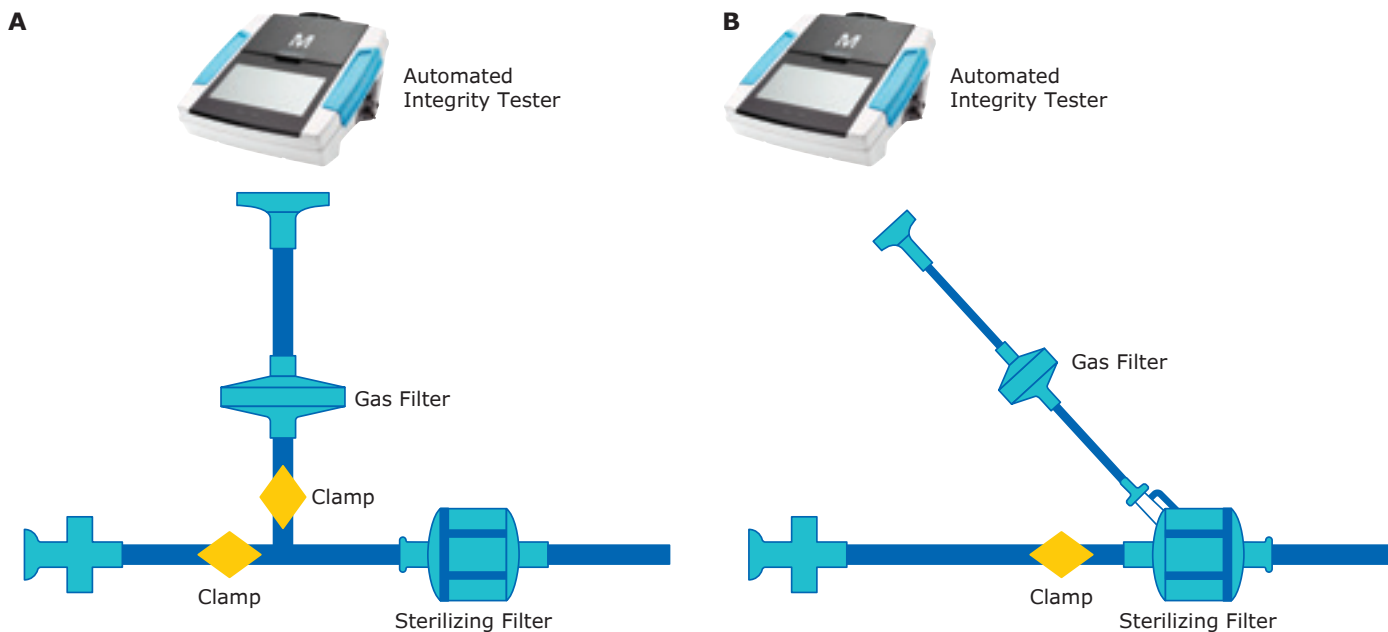 A
M
Automated
Integrity Tester
Gas Filter
Clamp
Clamp
Sterilizing Filter
B
M
Automated
Integrity Tester
Gas Filter
Clamp
Sterilizing Filter